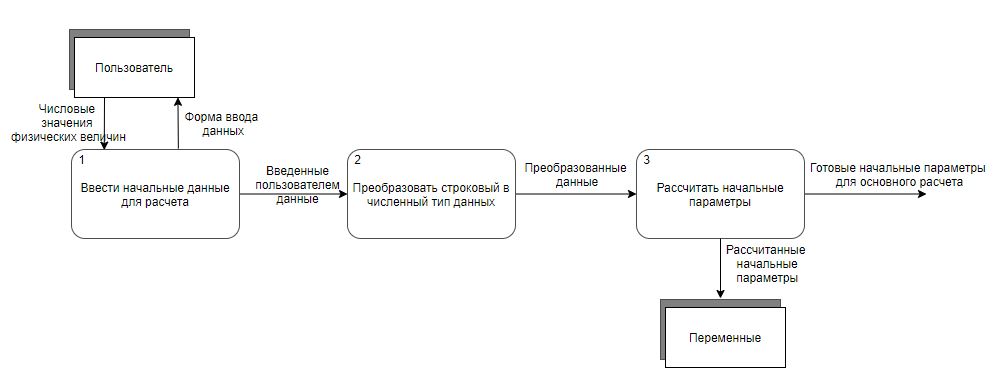 Пользователь
Числовые
значения
физических величин
Форма ввода
данных
1
Ввести начальные данные
для расчета
Введенные
пользователем
данные
2
Преобразовать строковый в
численный тип данных
Преобразованные
данные
3
Рассчитать начальные
параметры
Готовые начальные параметры
для основного расчета
Рассчитанные
начальные
параметры
Переменные